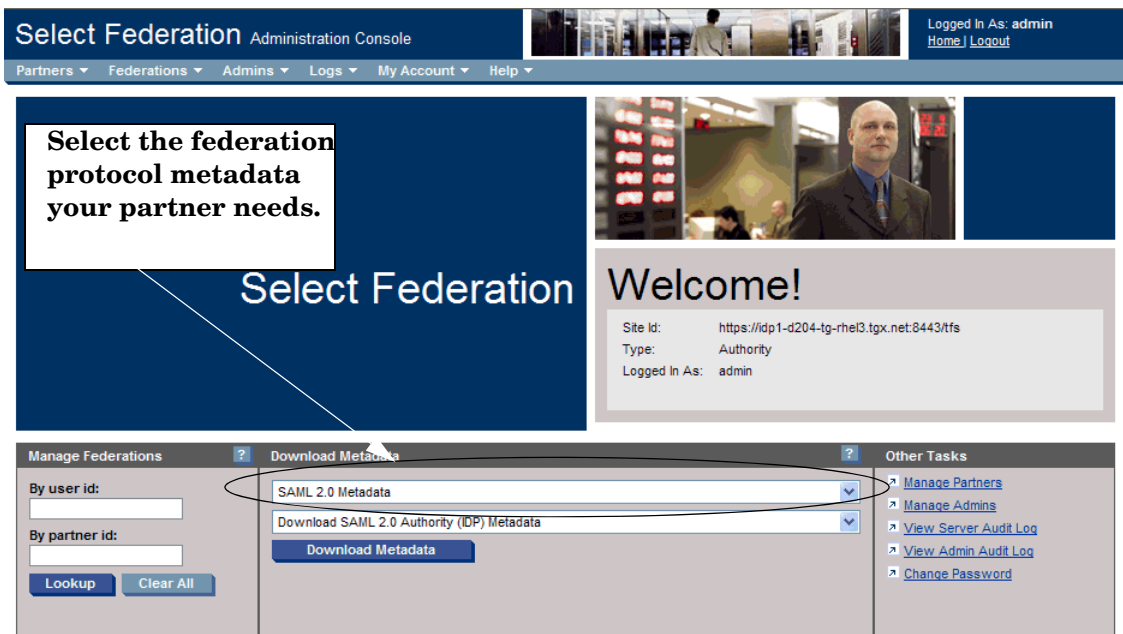 Select Federation Administration Console
Logged In As: admin
Home | Logout
Partners Federations Admins Logs My Account Help
Select the federation
protocol metadata
your partner needs.
Select Federation
Welcome!
Site Id: https://idp1-d204-tg-rhel3.tgx.net:8443/tfs
Type: Authority
Logged In As: admin
Manage Federations ?
By user id:
By partner id:
Lookup Clear All
Download Metadata ?
SAML 2.0 Metadata
Download SAML 2.0 Authority (IDP) Metadata
Download Metadata
Other Tasks
Manage Partners
Manage Admins
View Server Audit Log
View Admin Audit Log
Change Password